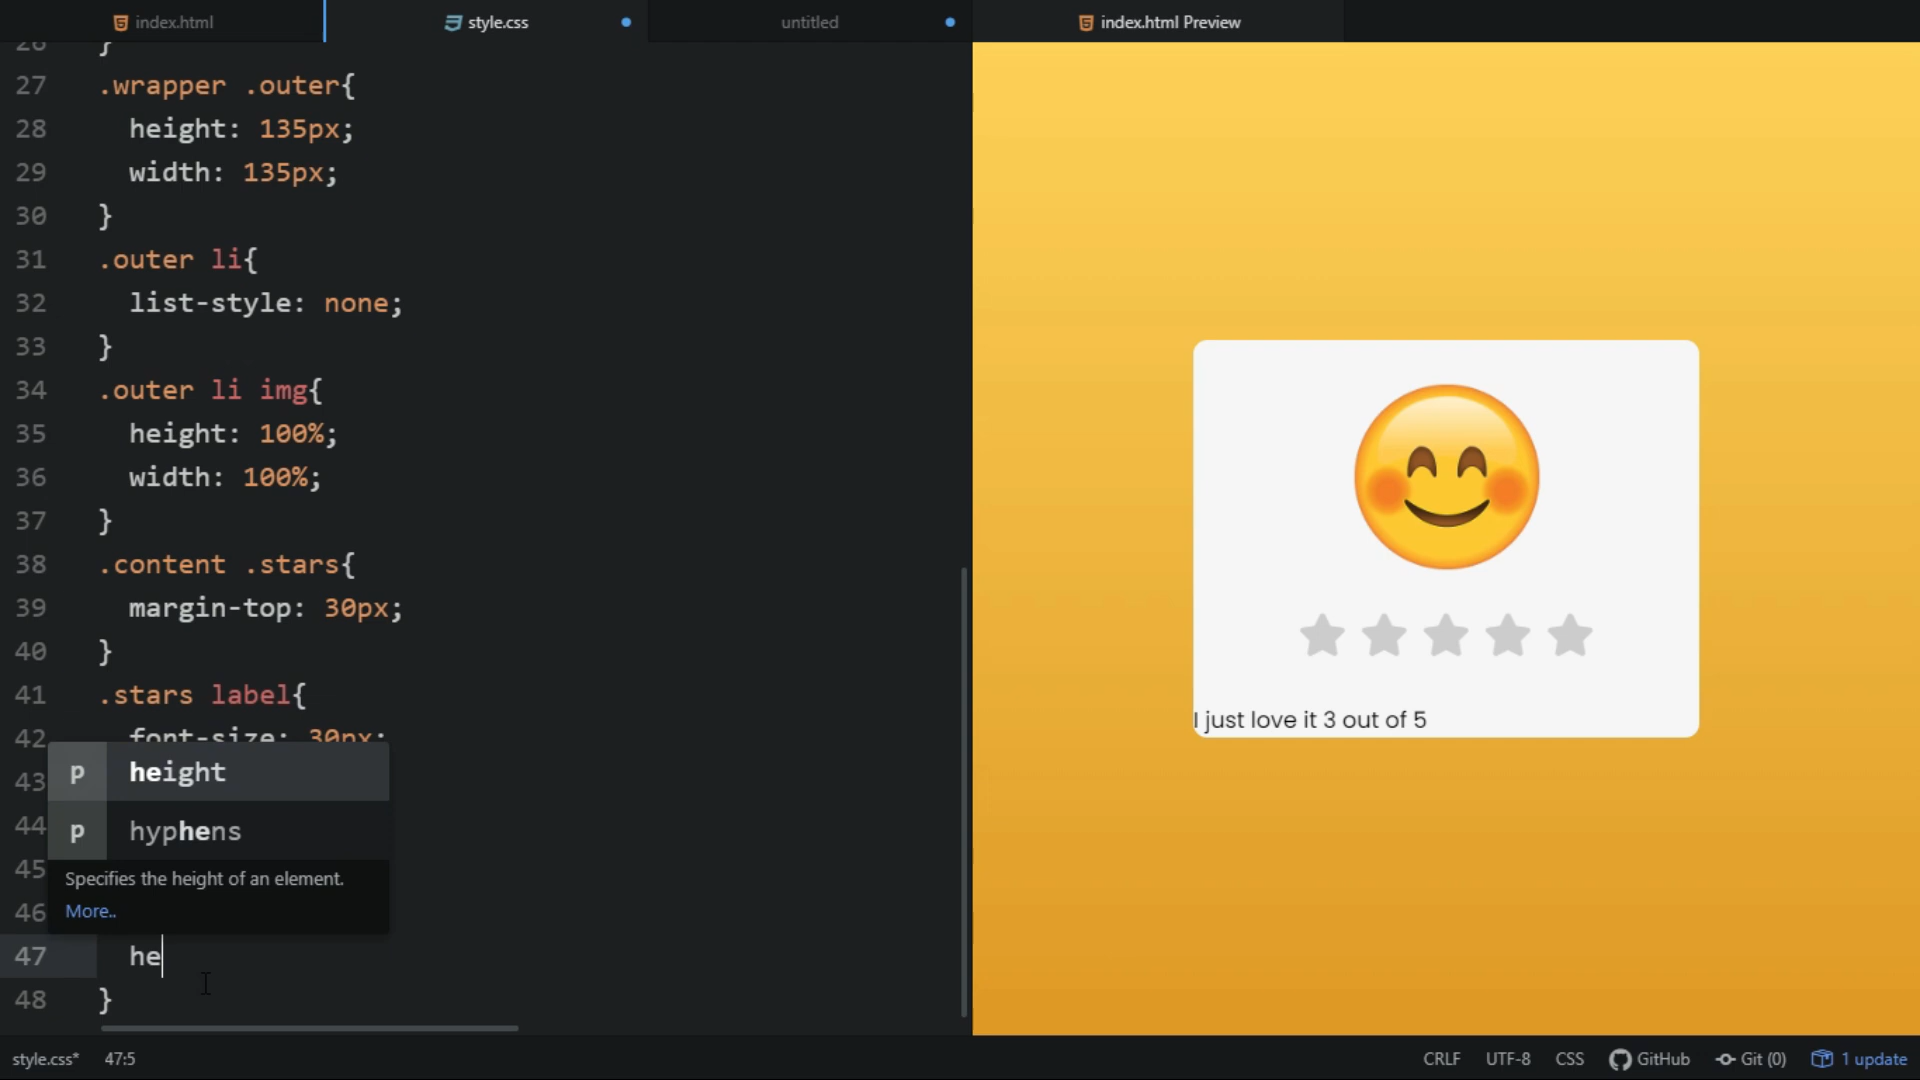 index.html
style.css
untitled
index.html Preview
26 }
27 .wrapper .outer{
28 height: 135px;
29 width: 135px;
30 }
31 .outer li{
32 list-style: none;
33 }
34 .outer li img{
35 height: 100%;
36 width: 100%;
37 }
38 .content .stars{
39 margin-top: 30px;
40 }
41 .stars label{
42 font-size: 30px;
43
44
45
46
47 he
48 }
p height
p hyphens
Specifies the height of an element.
More..
I just love it 3 out of 5
style.css* 47:5
CRLF UTF-8 CSS GitHub Git (0) 1 update